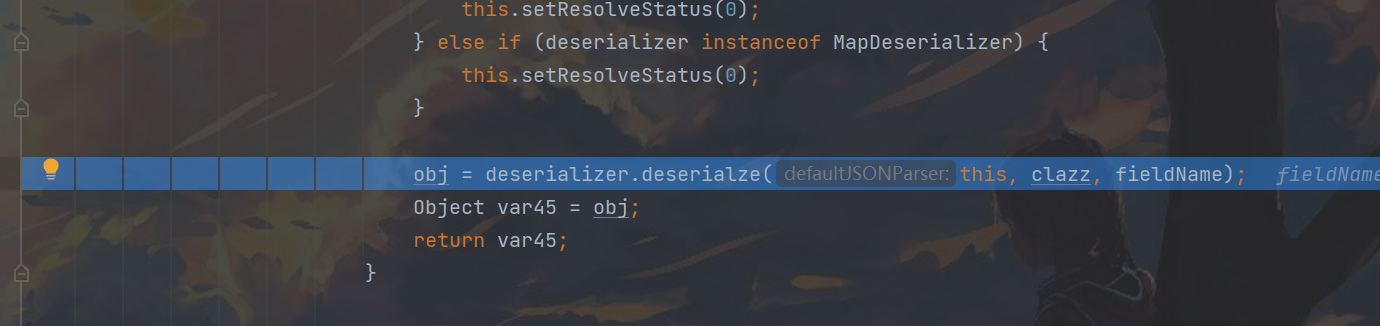 this.setResolveStatus(0);
} else if (deserializer instanceof MapDeserializer) {
this.setResolveStatus(0);
}
obj = deserializer.deserialze( defaultJSONParser: this, clazz, fieldName); fieldName
Object var45 = obj;
return var45;
}